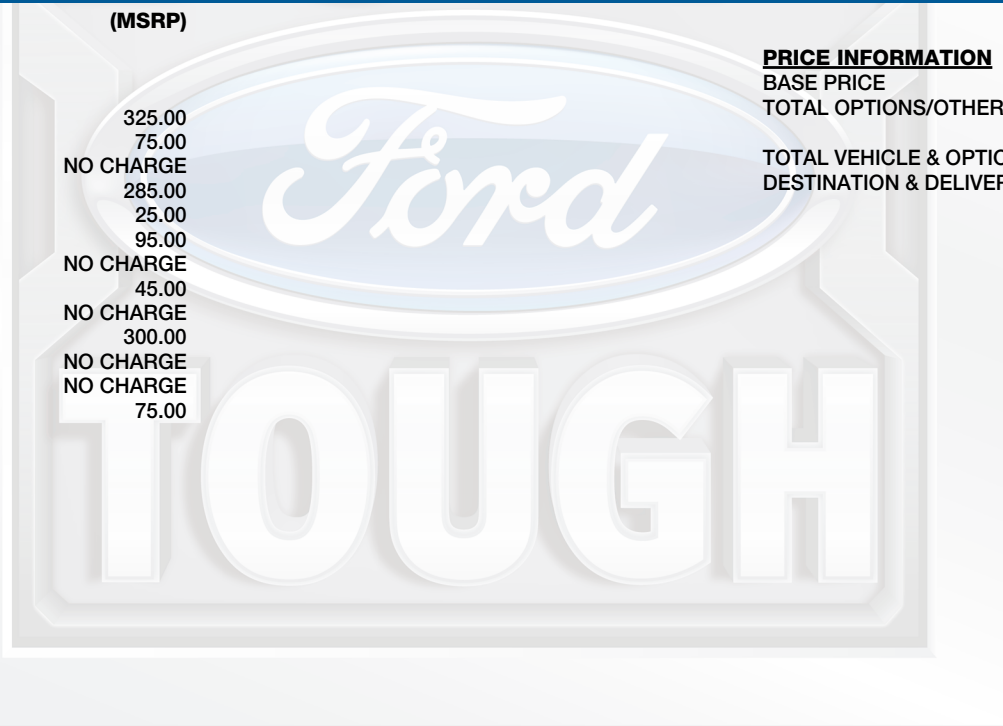 (MSRP)
325.00
75.00
NO CHARGE
285.00
25.00
95.00
NO CHARGE
45.00
NO CHARGE
300.00
NO CHARGE
NO CHARGE
75.00
PRICE INFORMATION
BASE PRICE
TOTAL OPTIONS/OTHER
TOTAL VEHICLE & OPTIO
DESTINATION & DELIVER
Ford
TOUGH